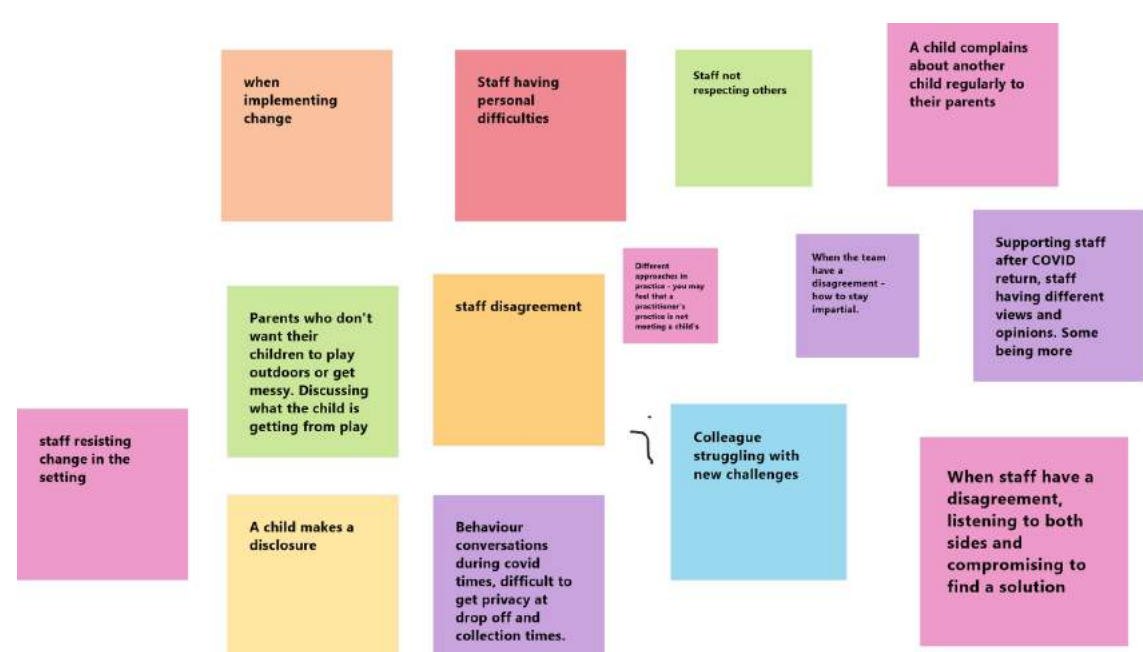 when
implementing
change
Staff having
personal
difficulties
Staff not
respecting others
A child complains
about another
child regularly to
their parents
Parents who don't
want their
children to play
outdoors or get
messy. Discussing
what the child is
getting from play
staff disagreement
Different
approaches in
practice - you may
feel that a
practitioner's
practice is not
meeting a child's
When the team
have a
disagreement -
how to stay
impartial.
Supporting staff
after COVID
return, staff
having different
views and
opinions. Some
being more
staff resisting
change in the
setting
A child makes a
disclosure
Behaviour
conversations
during covid
times, difficult to
get privacy at
drop off and
collection times.
Colleague
struggling with
new challenges
When staff have a
disagreement,
listening to both
sides and
compromising to
find a solution